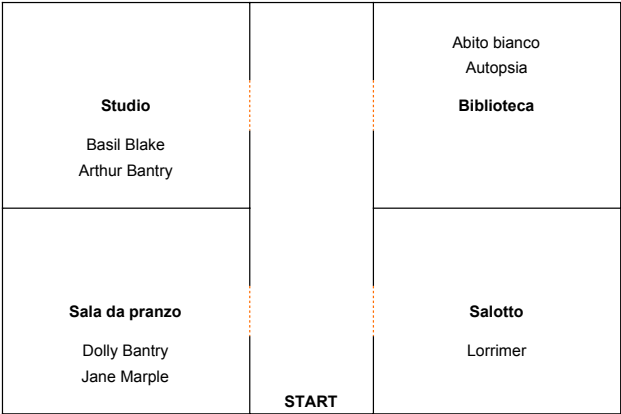 Studio
Basil Blake
Arthur Bantry
Abito bianco
Autopsia
Biblioteca
Sala da pranzo
Dolly Bantry
Jane Marple
Salotto
Lorrimer
START